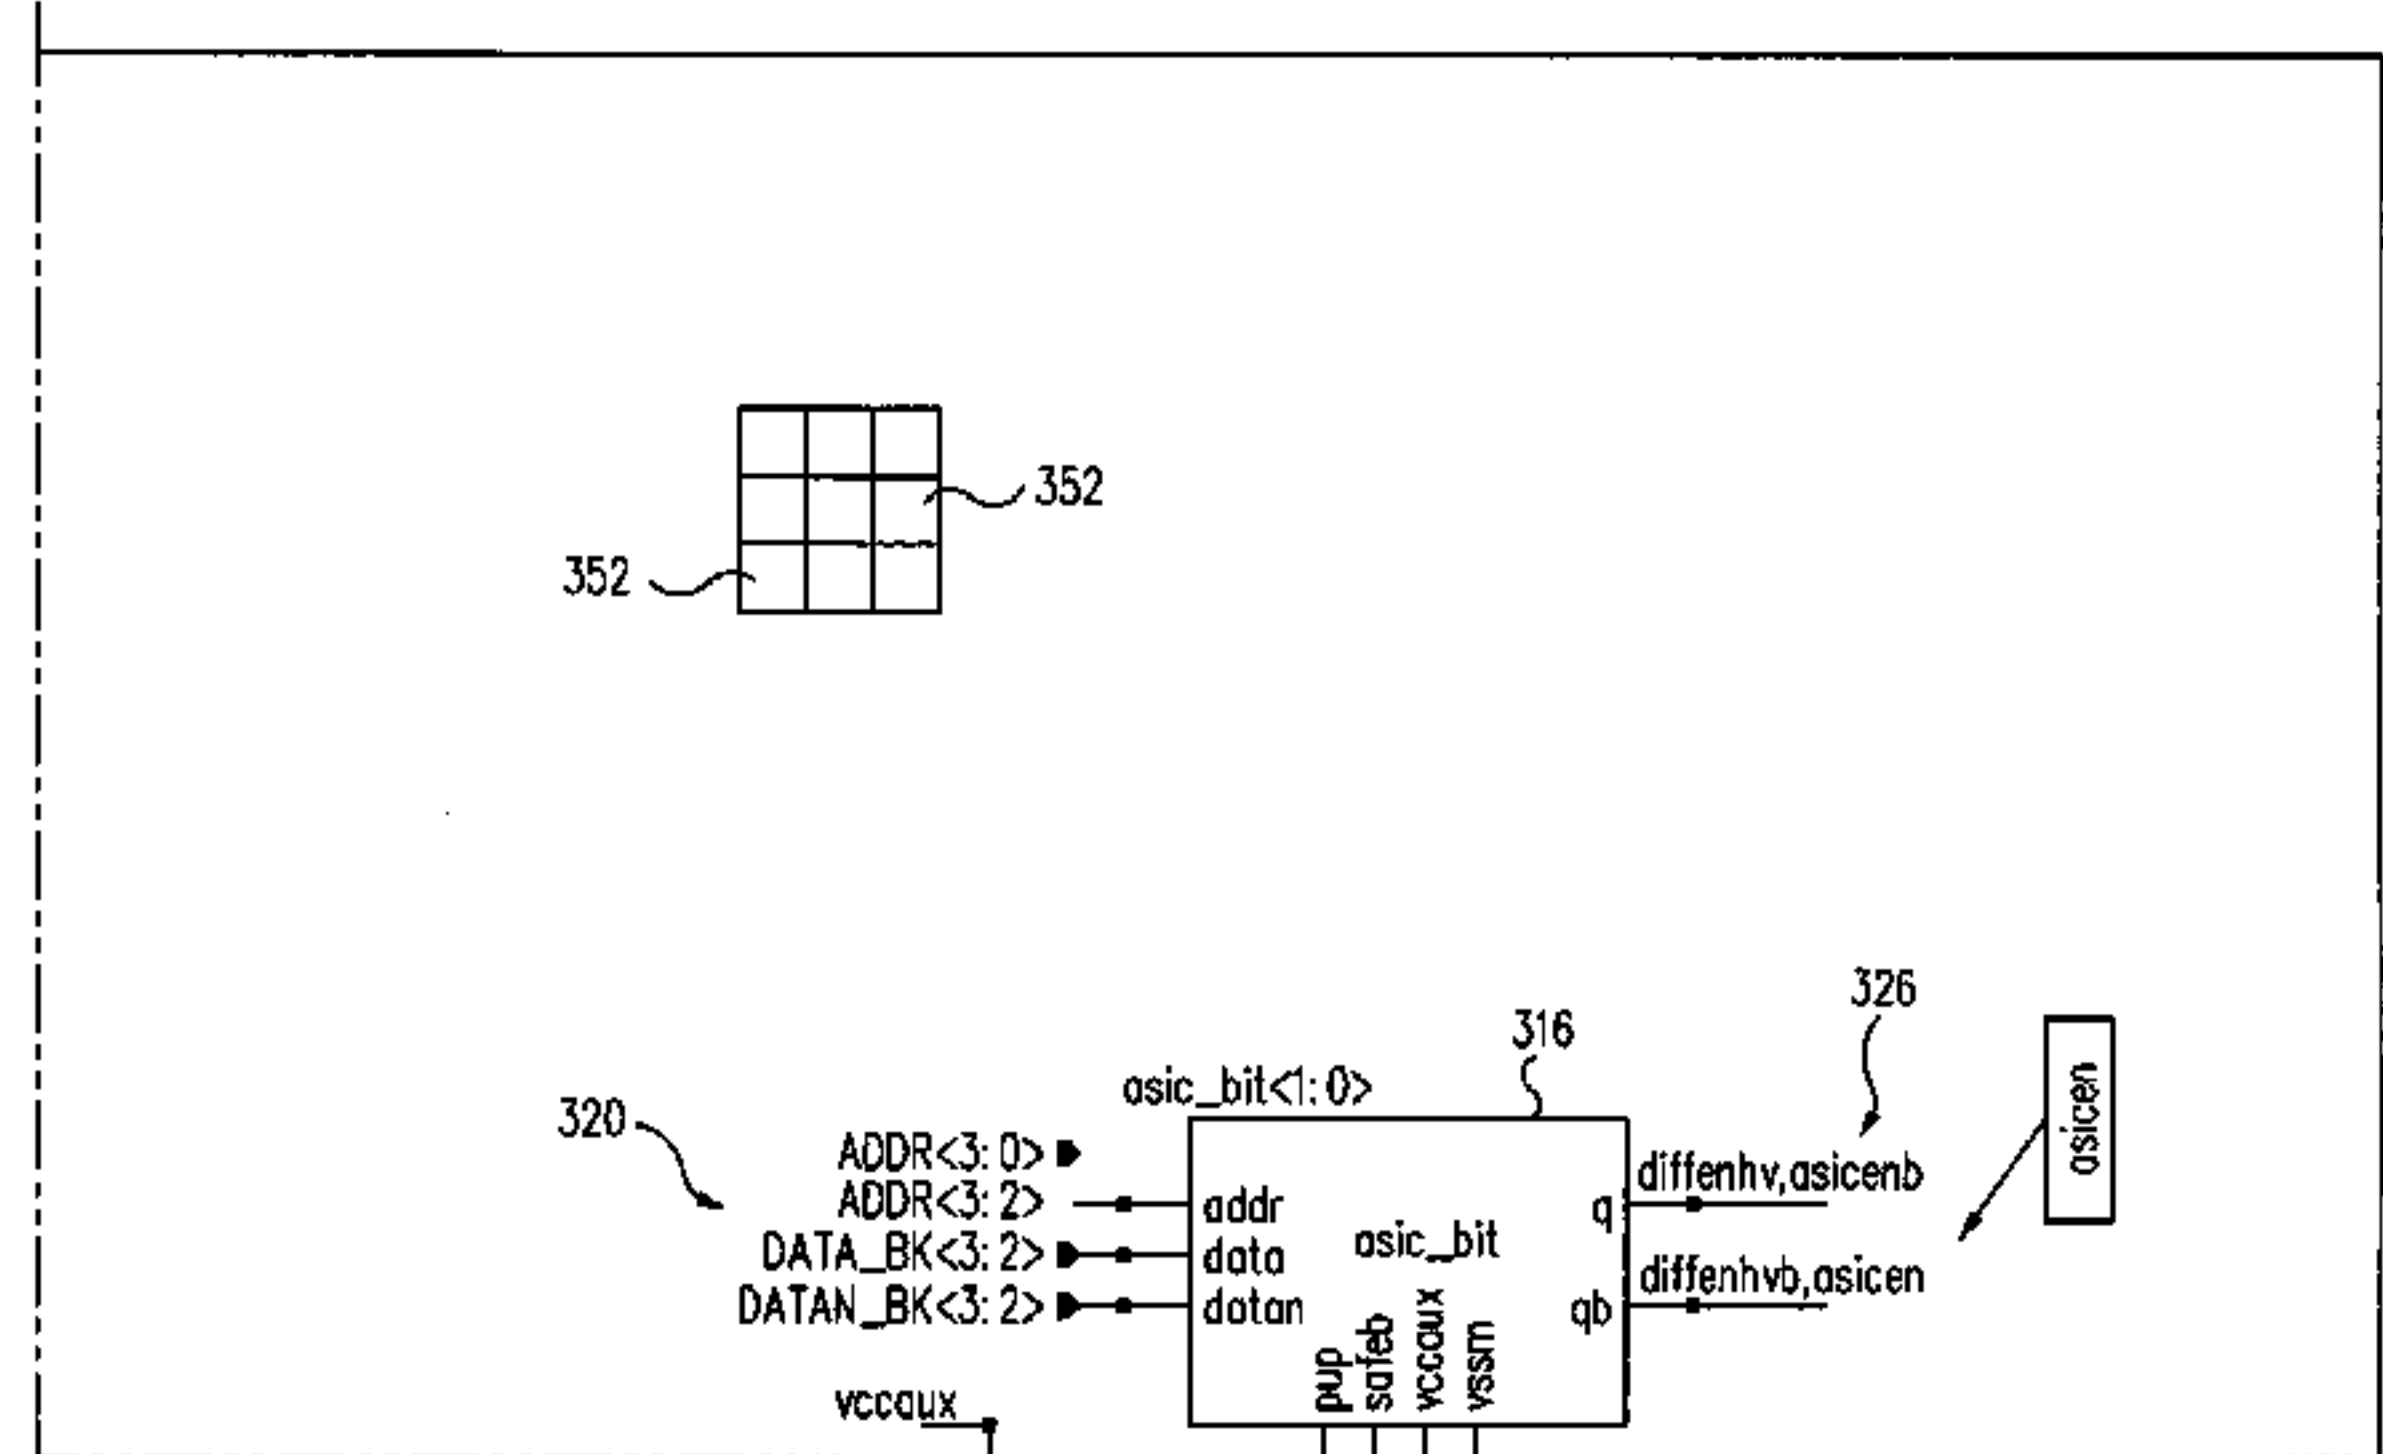 352
352
326
316
asic_bit<1:0>
320
ADDR<3:0>
ADDR<3:2>
DATA_BK<3:2>
DATAN_BK<3:2>
addr
data
datan
asic_bit
q
qb
pup
safeb
vccaux
vssm
diffenhv,asicenb
diffenhvb,asicen
asicen
vccaux